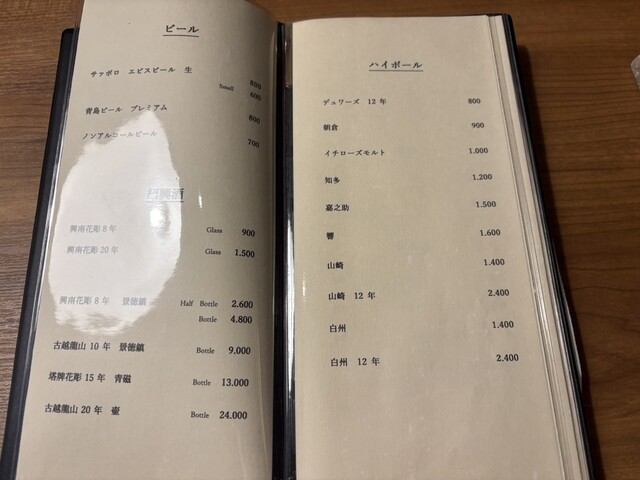 ビール
サッポロ エビスビール 生 800
Small 600
青島ビール プレミアム 800
ノンアルコールビール 700
紹興酒
興南花彫 8 年 Glass 900
興南花彫 20 年 Glass 1.500
興南花彫 8 年 景徳鎮 Half Bottle 2.600
Bottle 4.800
古越龍山 10 年 景徳鎮 Bottle 9.000
塔牌花彫 15 年 青磁 Bottle 13.000
古越龍山 20 年 壷 Bottle 24.000
ハイボール
デュワーズ 12 年 800
朝倉 900
イチローズモルト 1.000
知多 1.200
嘉之助 1.500
響 1.600
山崎 1.400
山崎 12 年 2.400
白州 1.400
白州 12 年 2.400